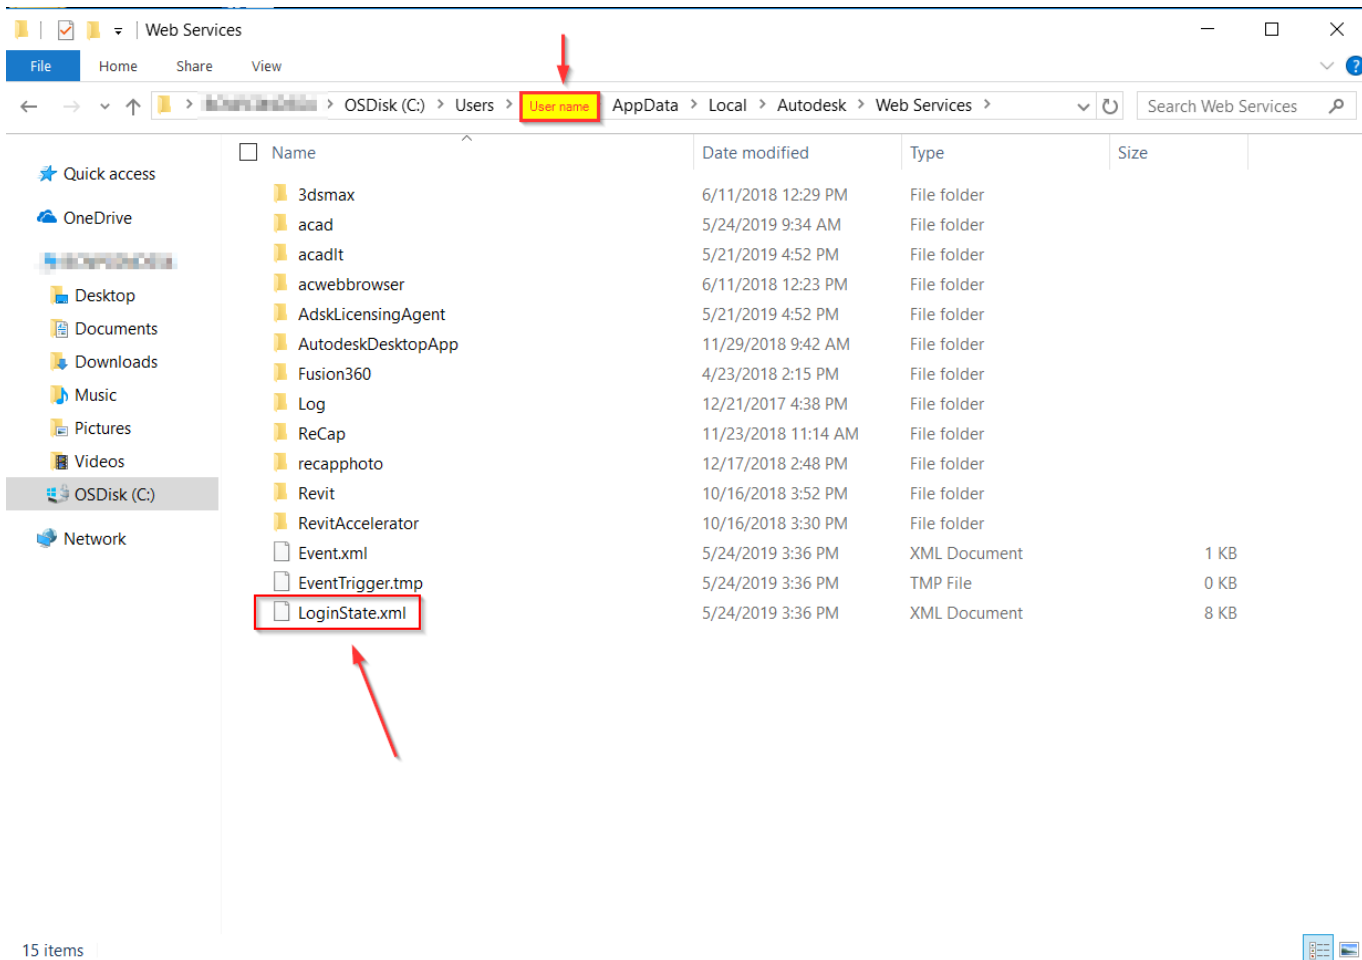 Web Services
File Home Share View
OSDisk (C:) Users User name AppData Local Autodesk Web Services Search Web Services
Name Date modified Type Size
Quick access
OneDrive
Desktop
Documents
Downloads
Music
Pictures
Videos
OSDisk (C:)
Network
3dsmax 6/11/2018 12:29 PM File folder
acad 5/24/2019 9:34 AM File folder
acadlt 5/21/2019 4:52 PM File folder
acwebbrowser 6/11/2018 12:23 PM File folder
AdskLicensingAgent 5/21/2019 4:52 PM File folder
AutodeskDesktopApp 11/29/2018 9:42 AM File folder
Fusion360 4/23/2018 2:15 PM File folder
Log 12/21/2017 4:38 PM File folder
ReCap 11/23/2018 11:14 AM File folder
recapphoto 12/17/2018 2:48 PM File folder
Revit 10/16/2018 3:52 PM File folder
RevitAccelerator 10/16/2018 3:30 PM File folder
Event.xml 5/24/2019 3:36 PM XML Document 1 KB
EventTrigger.tmp 5/24/2019 3:36 PM TMP File 0 KB
LoginState.xml 5/24/2019 3:36 PM XML Document 8 KB
15 items